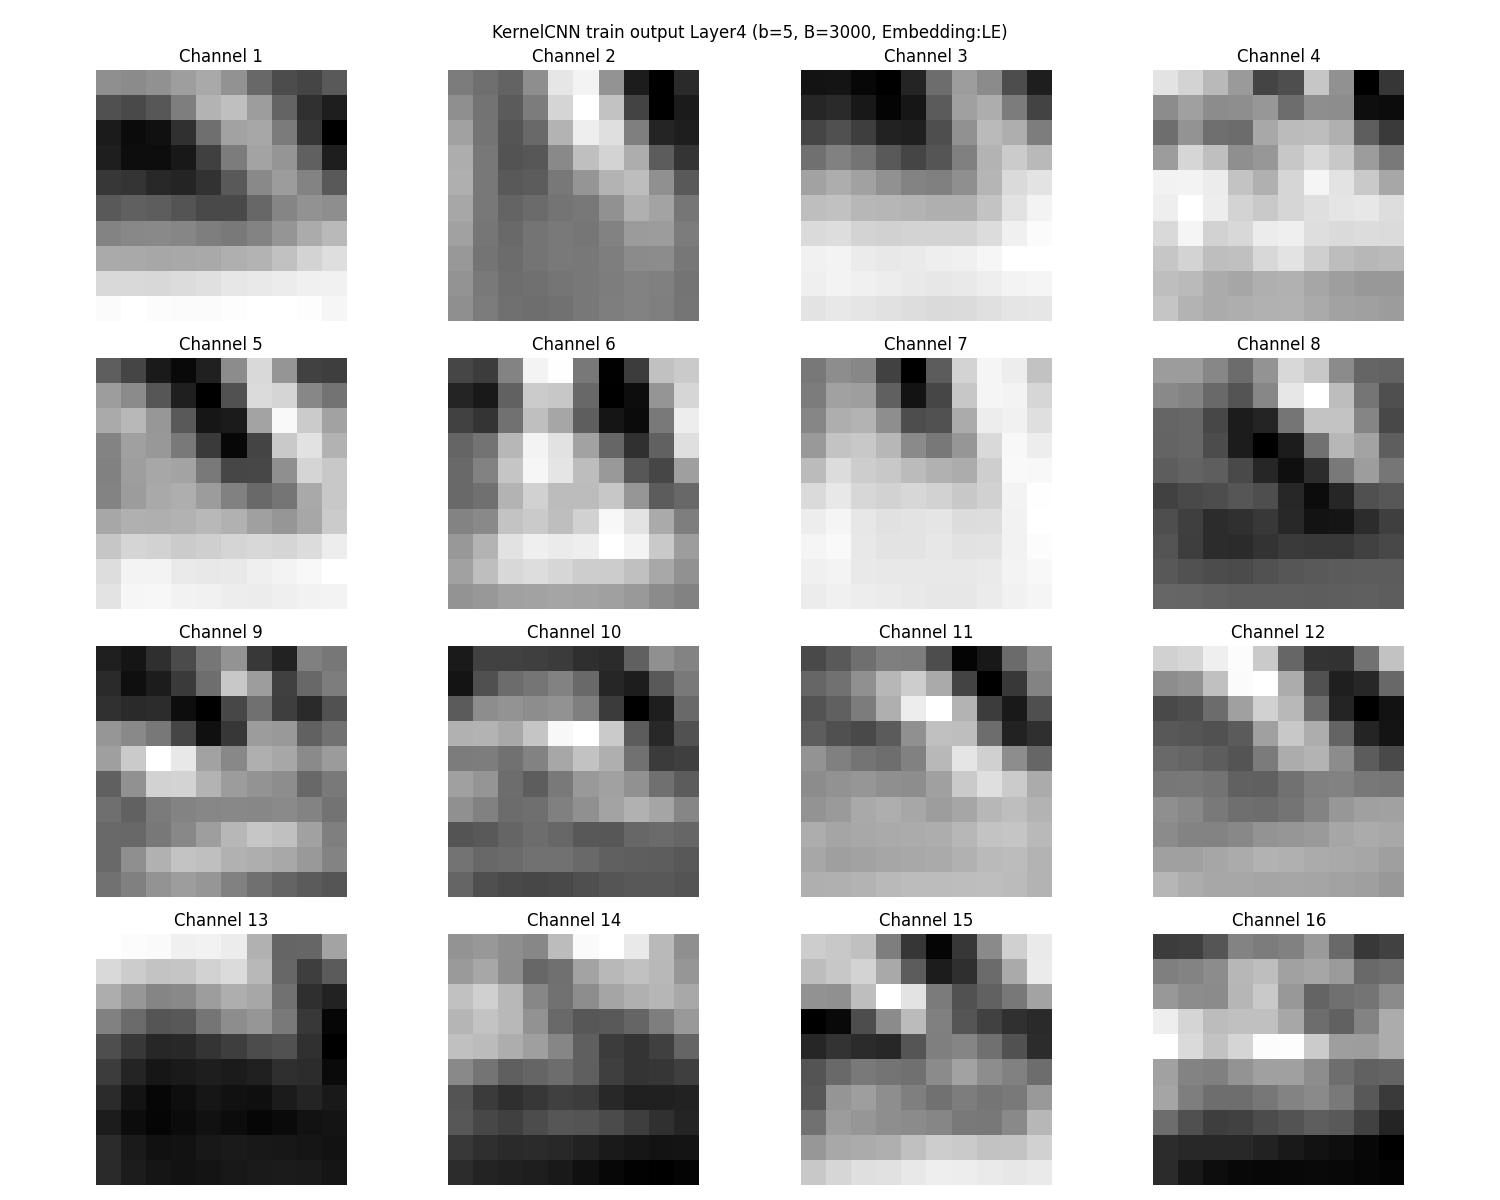 KernelCNN train output Layer4 (b=5, B=3000, Embedding:LE)
Channel 1
Channel 2
Channel 3
Channel 4
Channel 5
Channel 6
Channel 7
Channel 8
Channel 9
Channel 10
Channel 11
Channel 12
Channel 13
Channel 14
Channel 15
Channel 16